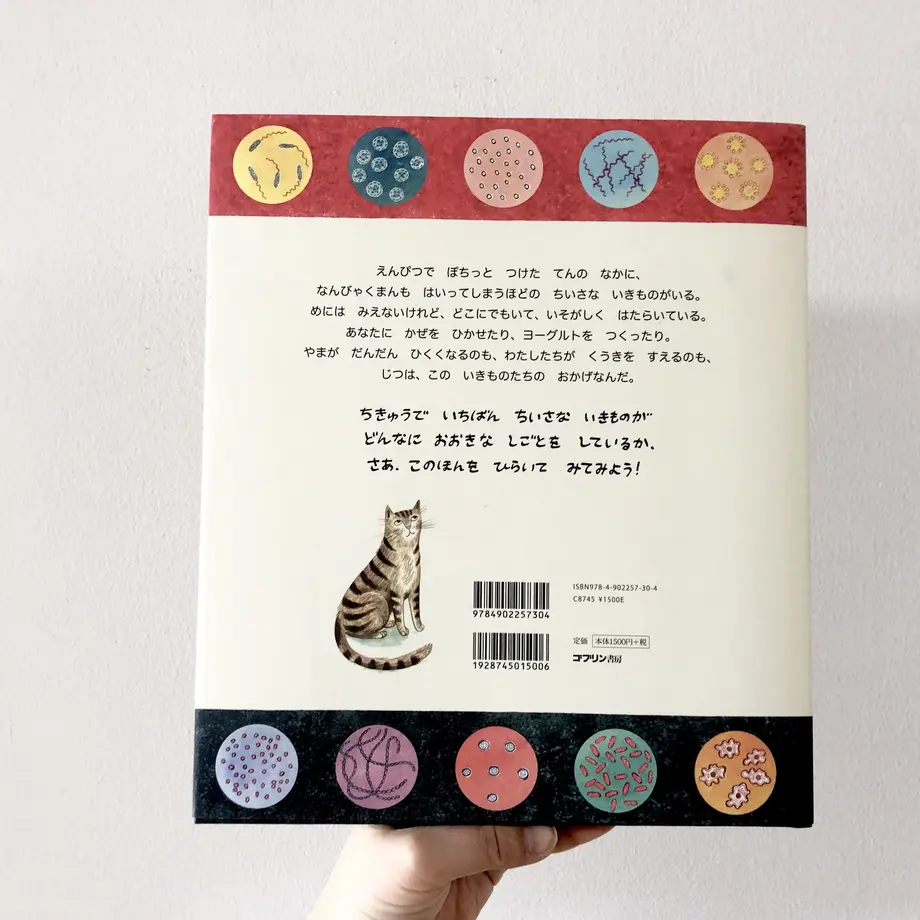 えんぴつで　ぽちっと　つけた　てんの　なかに、
なんびゃくまんも　はいってしまうほどの　ちいさな　いきものがいる。
めには　みえないけれど、どこにでもいて、いそがしく　はたらいている。
あなたに　かぜを　ひかせたり、ヨーグルトを　つくったり。
やまが　だんだん　ひくくなるのも、わたしたちが　くうきを　すえるのも、
じつは、この　いきものたちの　おかげなんだ。
ちきゅうで　いちばん　ちいさな　いきものが
どんなに　おおきな　しごとを　しているか、
さあ、このほんを　ひらいて　みてみよう！
ISBN978-4-902257-30-4
C8745 ¥1500E
9784902257304
定価　本体1500円＋税
1928745015006
ゴブリン書房